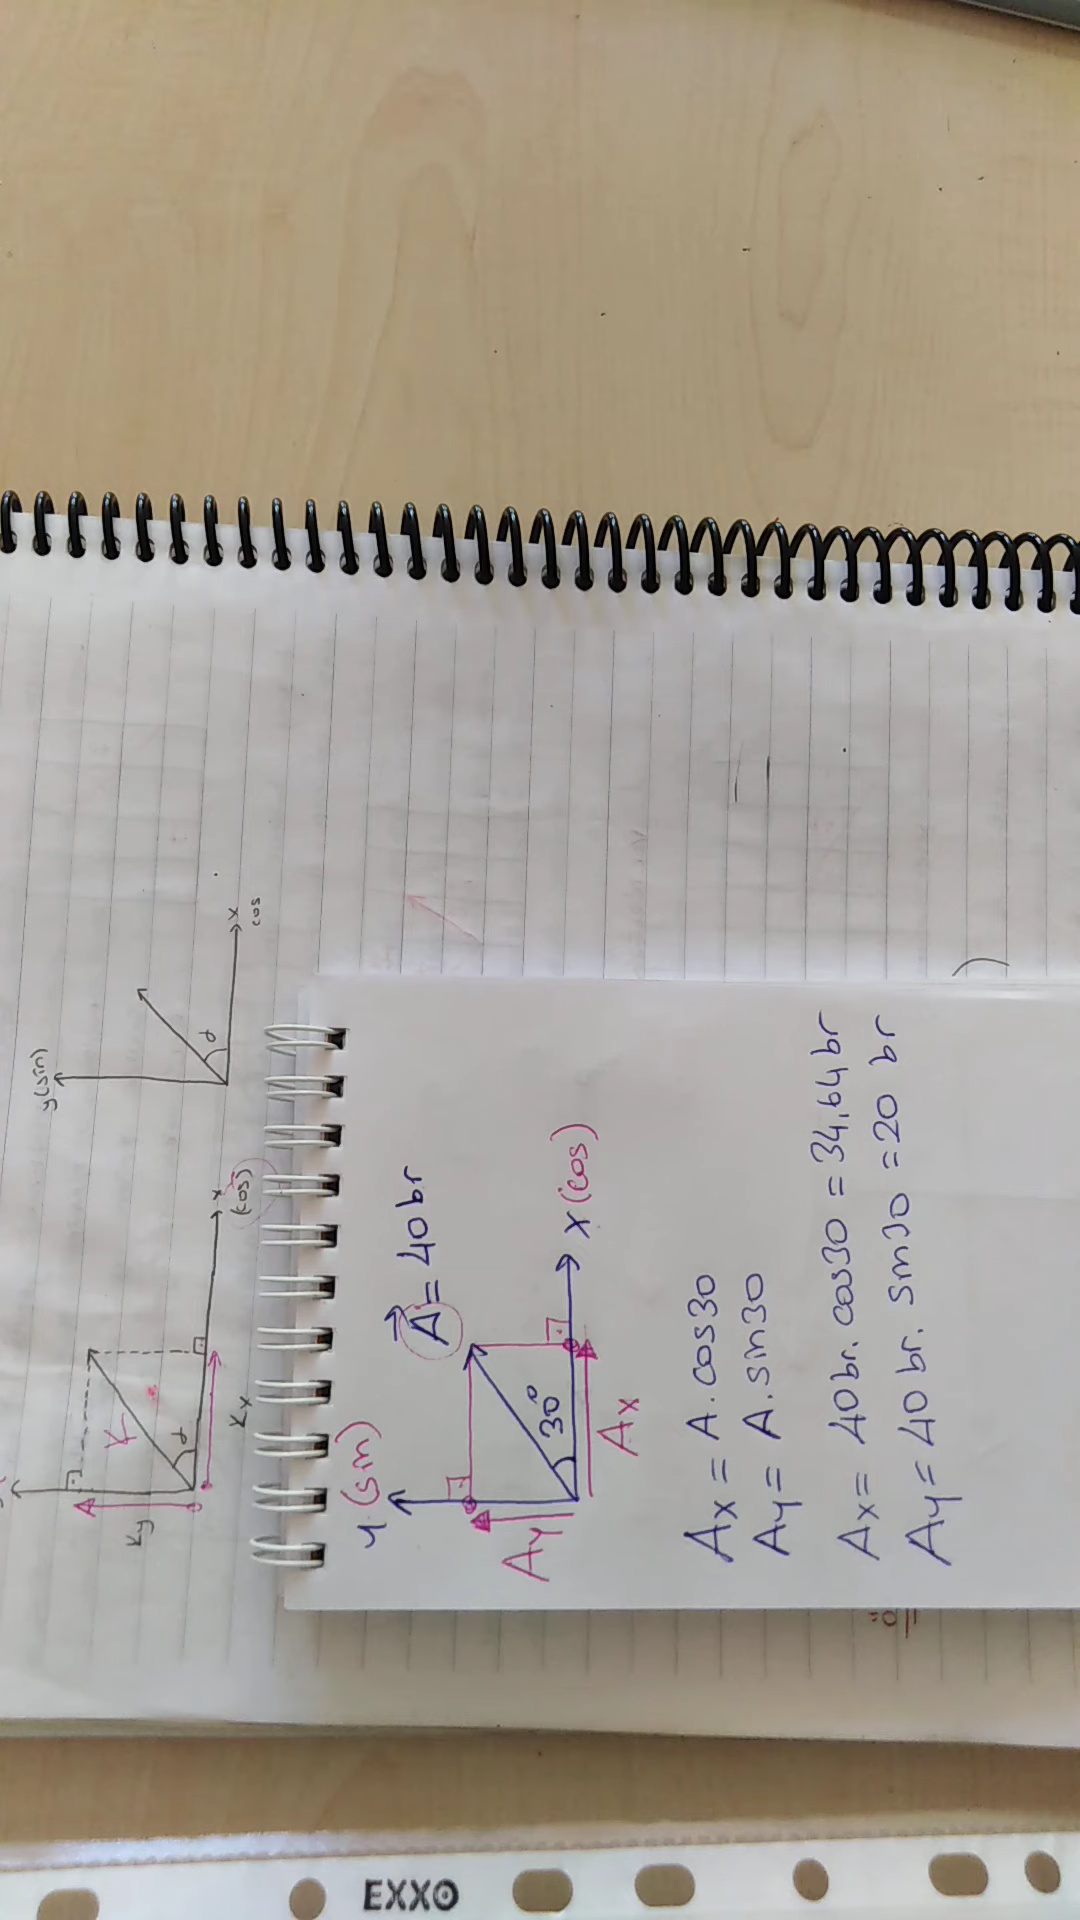 y(sin)
α
x
cos
K
α
Ky
Kx
x
(cos)
y (sin)
A = 40 br
30°
x (cos)
Ay
Ax
Ax = A . cos30
Ay = A . sin30
Ax = 40 br . cos30 = 34,64 br
Ay = 40 br . sin30 = 20 br
EXXO